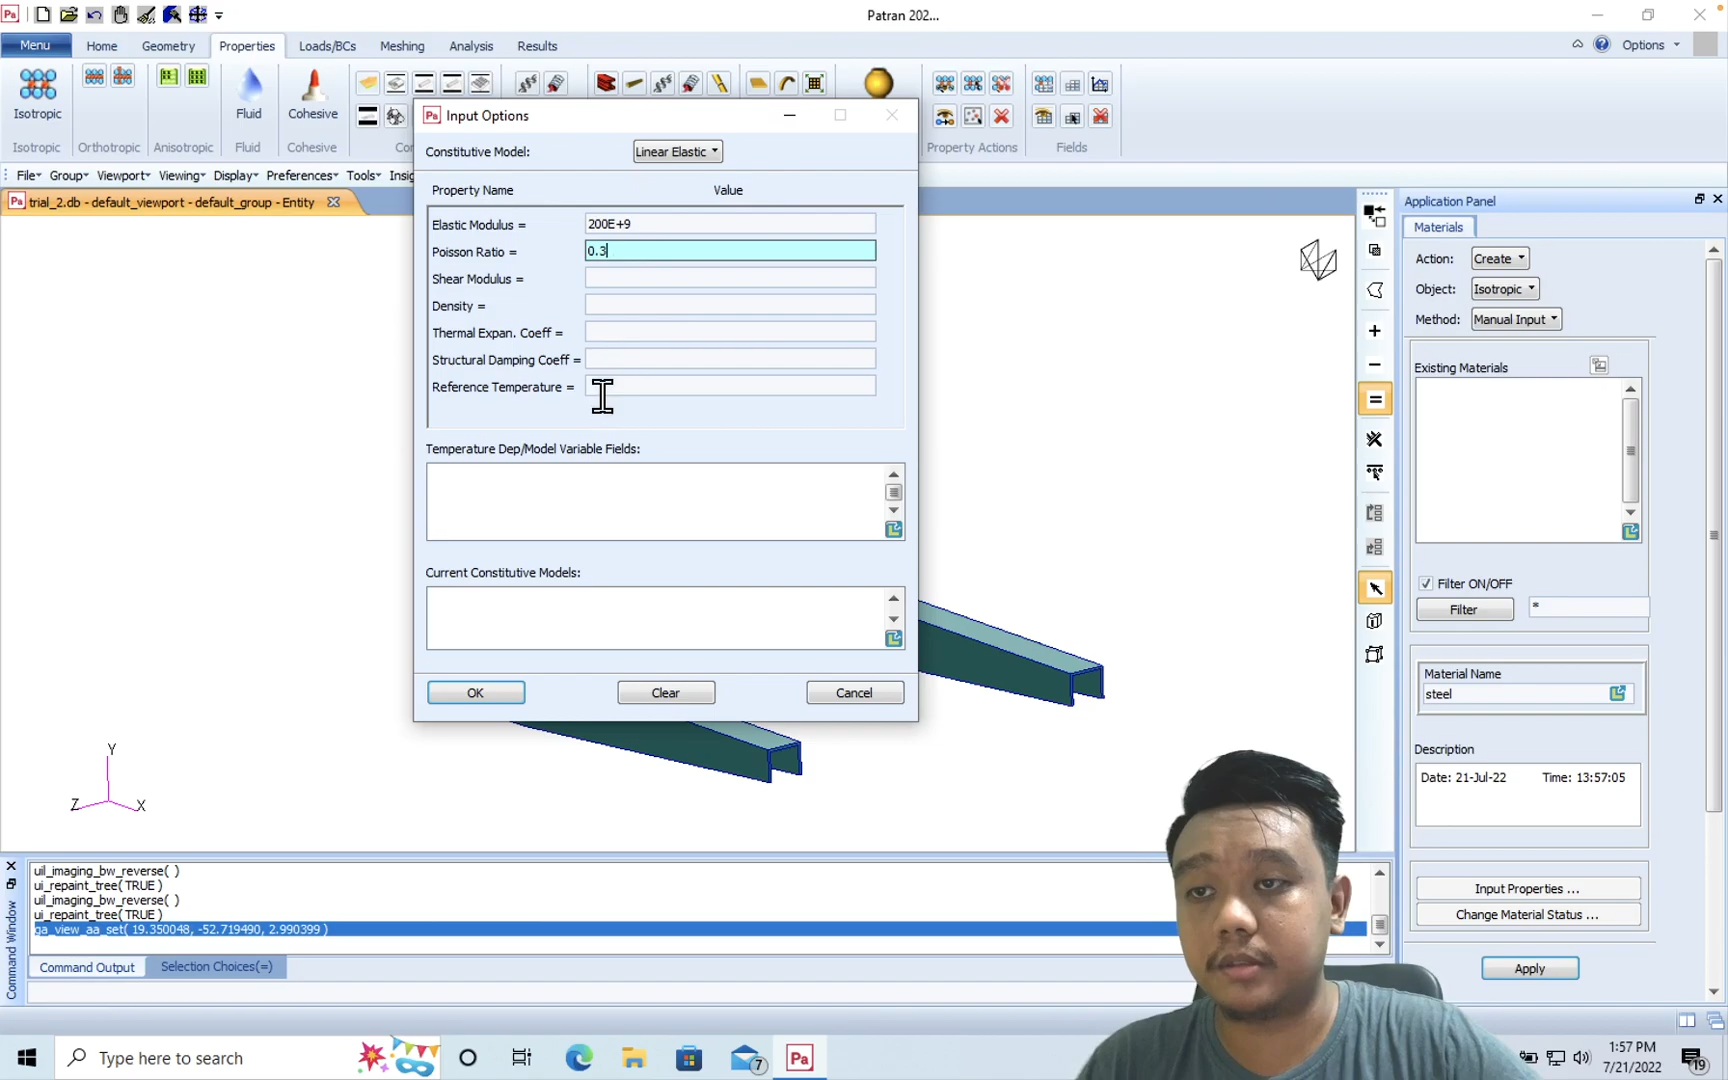 Pa
Patran 202...
Menu
Home
Geometry
Properties
Loads/BCs
Meshing
Analysis
Results
Options
Isotropic
Fluid
Cohesive
Isotropic
Orthotropic
Anisotropic
Fluid
Cohesive
Property Actions
Fields
File
Group
Viewport
Viewing
Display
Preferences
Tools
Insig
Pa trial_2.db - default_viewport - default_group - Entity
Pa Input Options
Constitutive Model:
Linear Elastic
Property Name
Value
Elastic Modulus =
200E+9
Poisson Ratio =
0.3
Shear Modulus =
Density =
Thermal Expan. Coeff =
Structural Damping Coeff =
Reference Temperature =
Temperature Dep/Model Variable Fields:
Current Constitutive Models:
OK
Clear
Cancel
Application Panel
Materials
Action:
Create
Object:
Isotropic
Method:
Manual Input
Existing Materials
Filter ON/OFF
Filter
*
Material Name
steel
Description
Date: 21-Jul-22 Time: 13:57:05
Input Properties ...
Change Material Status ...
Apply
Y
Z
X
Command Window
uil_imaging_bw_reverse( )
ui_repaint_tree( TRUE )
uil_imaging_bw_reverse( )
ui_repaint_tree( TRUE )
ga_view_aa_set( 19.350048, -52.719490, 2.990399 )
Command Output
Selection Choices(=)
Type here to search
7
Pa
1:57 PM
7/21/2022
19